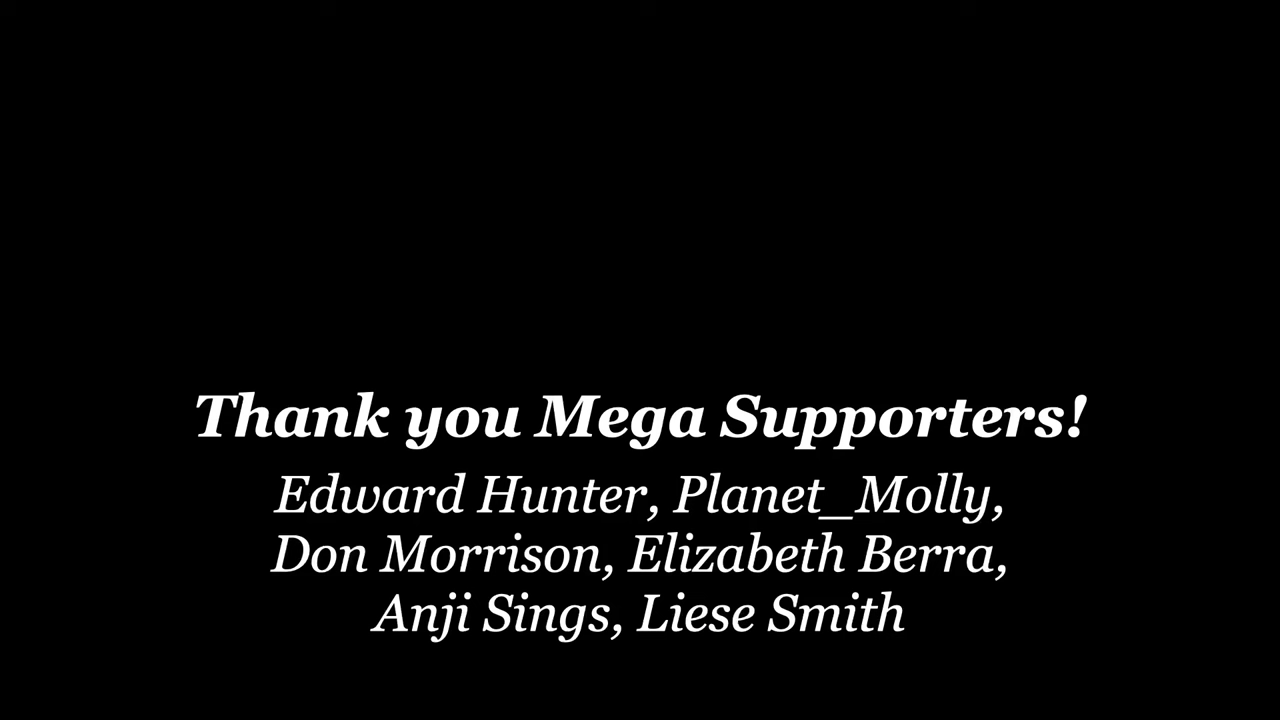 Thank you Mega Supporters!
Edward Hunter, Planet_Molly,
Don Morrison, Elizabeth Berra,
Anji Sings, Liese Smith